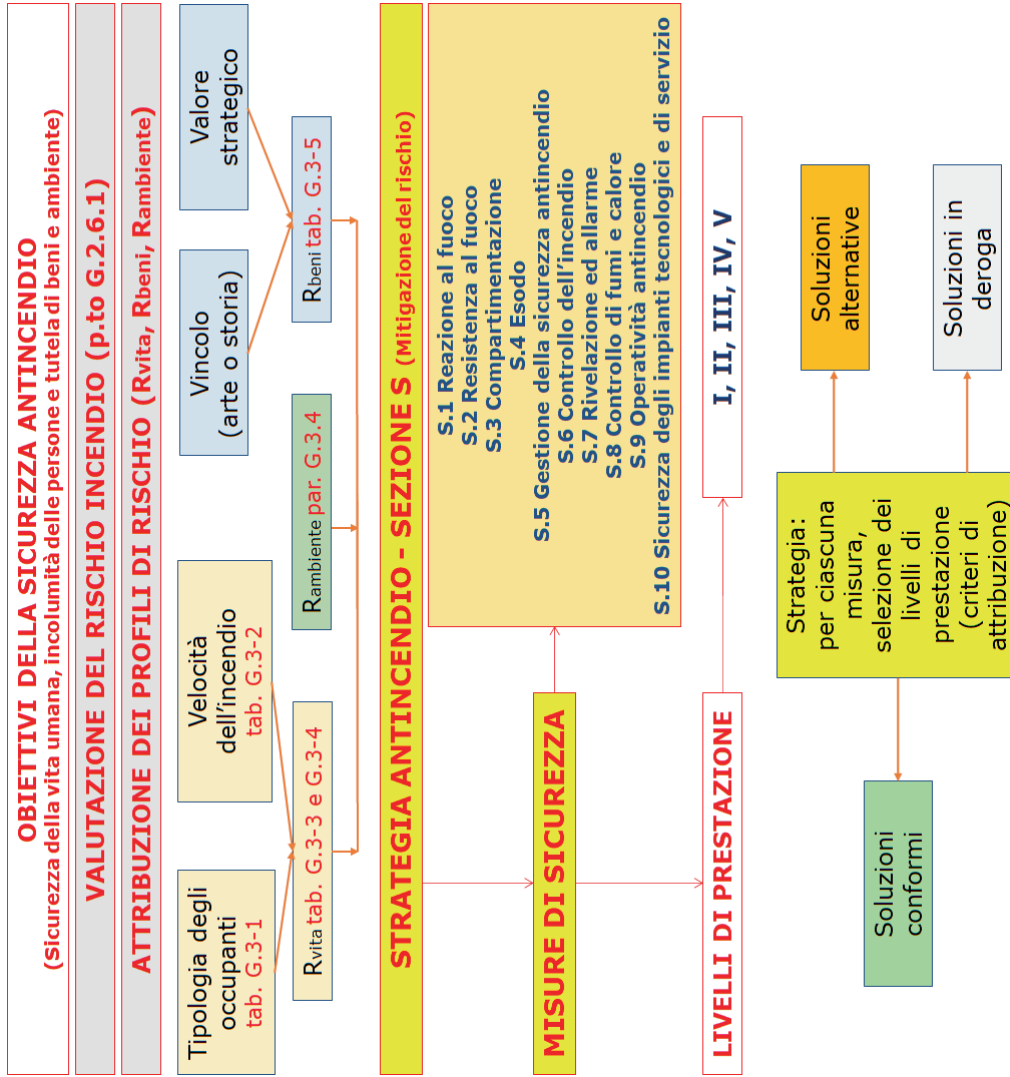 OBIETTIVI DELLA SICUREZZA ANTINCENDIO
(Sicurezza della vita umana, incolumità delle persone e tutela di beni e ambiente)
VALUTAZIONE DEL RISCHIO INCENDIO (p.to G.2.6.1)
ATTRIBUZIONE DEI PROFILI DI RISCHIO (Rvita, Rbeni, Rambiente)
Tipologia degli
occupanti
tab. G.3-1
Velocità
dell'incendio
tab. G.3-2
Vincolo
(arte o storia)
Valore
strategico
Rvita tab. G.3-3 e G.3-4
Rambiente par. G.3.4
Rbeni tab. G.3-5
STRATEGIA ANTINCENDIO - SEZIONE S (Mitigazione del rischio)
MISURE DI SICUREZZA
S.1 Reazione al fuoco
S.2 Resistenza al fuoco
S.3 Compartimentazione
S.4 Esodo
S.5 Gestione della sicurezza antincendio
S.6 Controllo dell'incendio
S.7 Rivelazione ed allarme
S.8 Controllo di fumi e calore
S.9 Operatività antincendio
S.10 Sicurezza degli impianti tecnologici e di servizio
LIVELLI DI PRESTAZIONE
I, II, III, IV, V
Soluzioni
conformi
Strategia:
per ciascuna
misura,
selezione dei
livelli di
prestazione
(criteri di
attribuzione)
Soluzioni
alternative
Soluzioni in
deroga